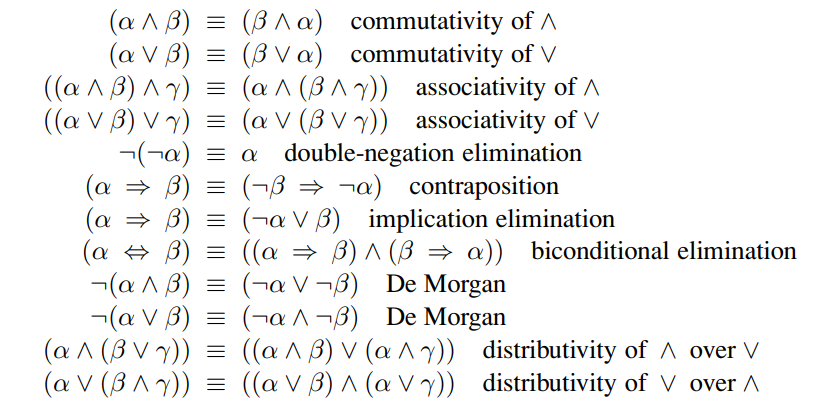 (α ∧ β) ≡ (β ∧ α) commutativity of ∧
(α ∨ β) ≡ (β ∨ α) commutativity of ∨
((α ∧ β) ∧ γ) ≡ (α ∧ (β ∧ γ)) associativity of ∧
((α ∨ β) ∨ γ) ≡ (α ∨ (β ∨ γ)) associativity of ∨
¬(¬α) ≡ α double-negation elimination
(α ⇒ β) ≡ (¬β ⇒ ¬α) contraposition
(α ⇒ β) ≡ (¬α ∨ β) implication elimination
(α ⇔ β) ≡ ((α ⇒ β) ∧ (β ⇒ α)) biconditional elimination
¬(α ∧ β) ≡ (¬α ∨ ¬β) De Morgan
¬(α ∨ β) ≡ (¬α ∧ ¬β) De Morgan
(α ∧ (β ∨ γ)) ≡ ((α ∧ β) ∨ (α ∧ γ)) distributivity of ∧ over ∨
(α ∨ (β ∧ γ)) ≡ ((α ∨ β) ∧ (α ∨ γ)) distributivity of ∨ over ∧